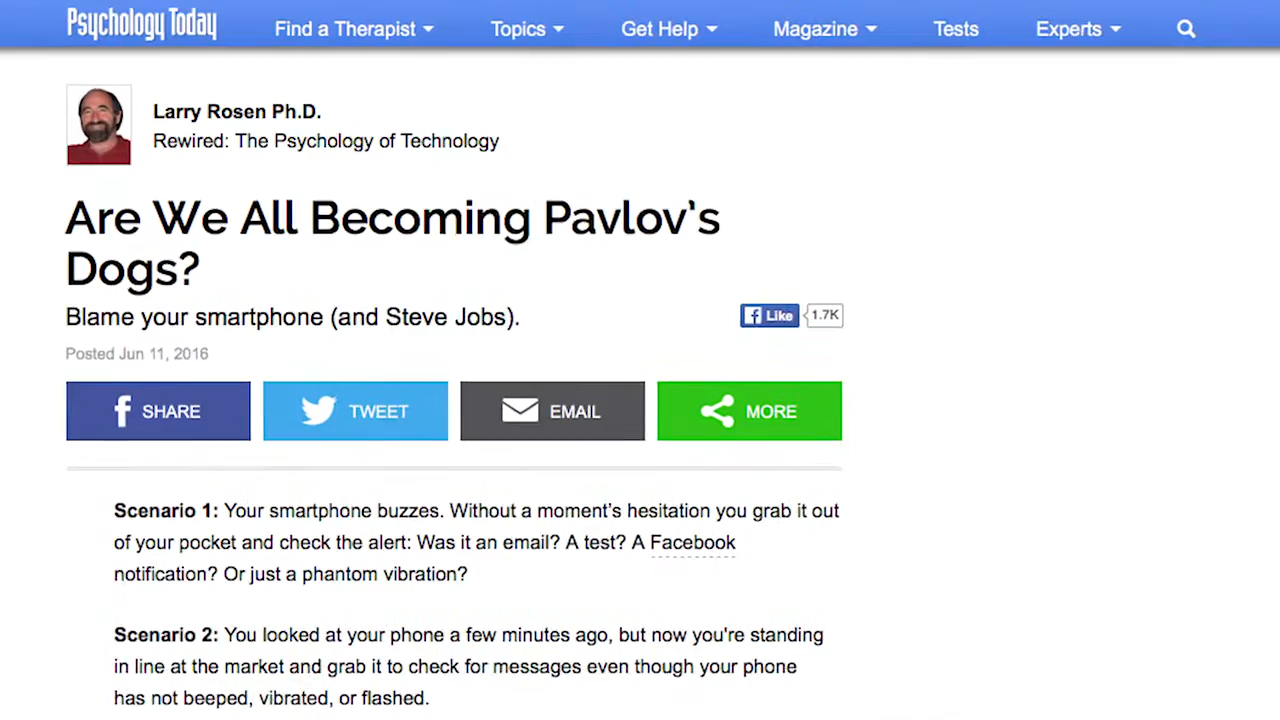 Psychology Today Find a Therapist Topics Get Help Magazine Tests Experts
Larry Rosen Ph.D.
Rewired: The Psychology of Technology
Are We All Becoming Pavlov’s
Dogs?
Blame your smartphone (and Steve Jobs).
Like 1.7K
Posted Jun 11, 2016
SHARE TWEET EMAIL MORE
Scenario 1: Your smartphone buzzes. Without a moment’s hesitation you grab it out
of your pocket and check the alert: Was it an email? A test? A Facebook
notification? Or just a phantom vibration?
Scenario 2: You looked at your phone a few minutes ago, but now you're standing
in line at the market and grab it to check for messages even though your phone
has not beeped, vibrated, or flashed.